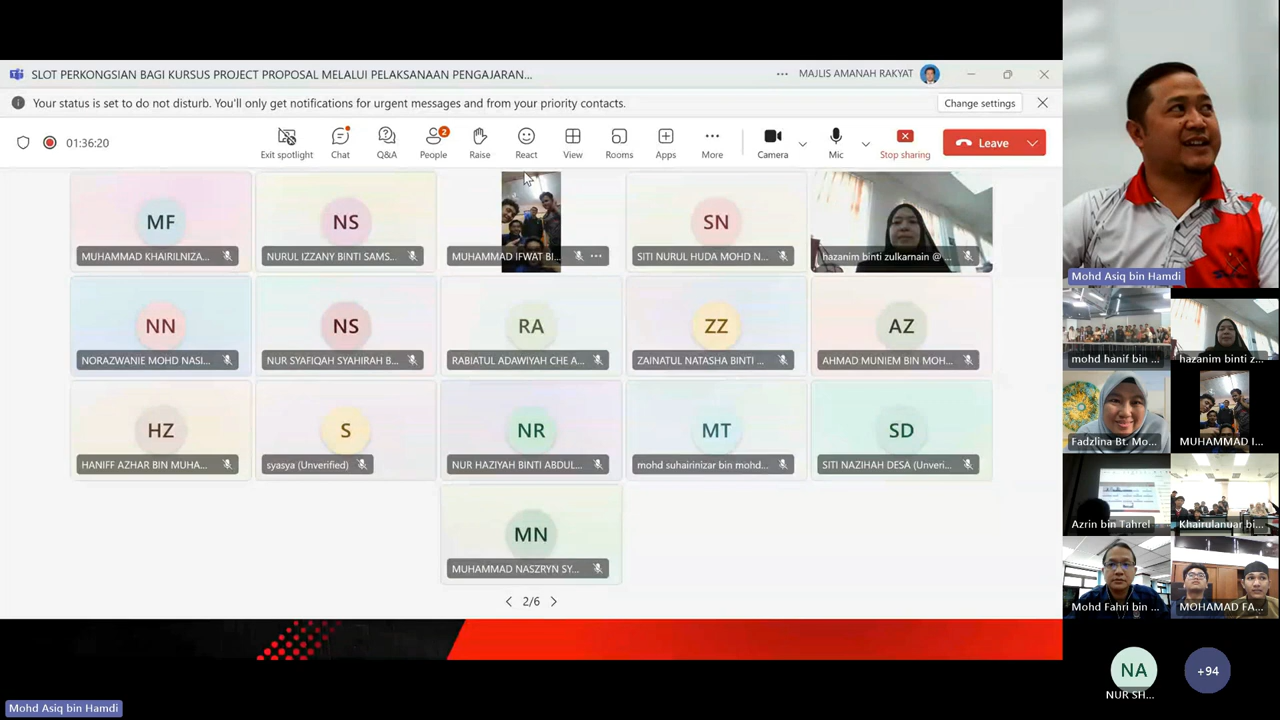 SLOT PERKONGSIAN BAGI KURSUS PROJECT PROPOSAL MELALUI PELAKSANAAN PENGAJARAN...
MAJLIS AMANAH RAKYAT
Your status is set to do not disturb. You'll only get notifications for urgent messages and from your priority contacts.
Change settings
01:36:20
Exit spotlight
Chat
Q&A
2
People
Raise
React
View
Rooms
Apps
More
Camera
Mic
Stop sharing
Leave
MF
MUHAMMAD KHAIRILNIZA...
NS
NURUL IZZANY BINTI SAMS...
MUHAMMAD IFWAT BI...
SN
SITI NURUL HUDA MOHD N...
hazanim binti zulkarnain @ ...
NN
NORAZWANIE MOHD NASI...
NS
NUR SYAFIQAH SYAHIRAH B...
RA
RABIATUL ADAWIYAH CHE A...
ZZ
ZAINATUL NATASHA BINTI ...
AZ
AHMAD MUNIEM BIN MOH...
HZ
HANIFF AZHAR BIN MUHA...
S
syasya (Unverified)
NR
NUR HAZIYAH BINTI ABDUL...
MT
mohd suhairinizar bin mohd...
SD
SITI NAZIHAH DESA (Unveri...
MN
MUHAMMAD NASZRYN SY...
2/6
Mohd Asiq bin Hamdi
mohd hanif bin ...
hazanim binti z...
Fadzlina Bt. Mo...
MUHAMMAD I...
Azrin bin Tahrel
Khairulanuar bi...
Mohd Fahri bin ...
MOHAMAD FA...
NA
NUR SH...
+94
Mohd Asiq bin Hamdi